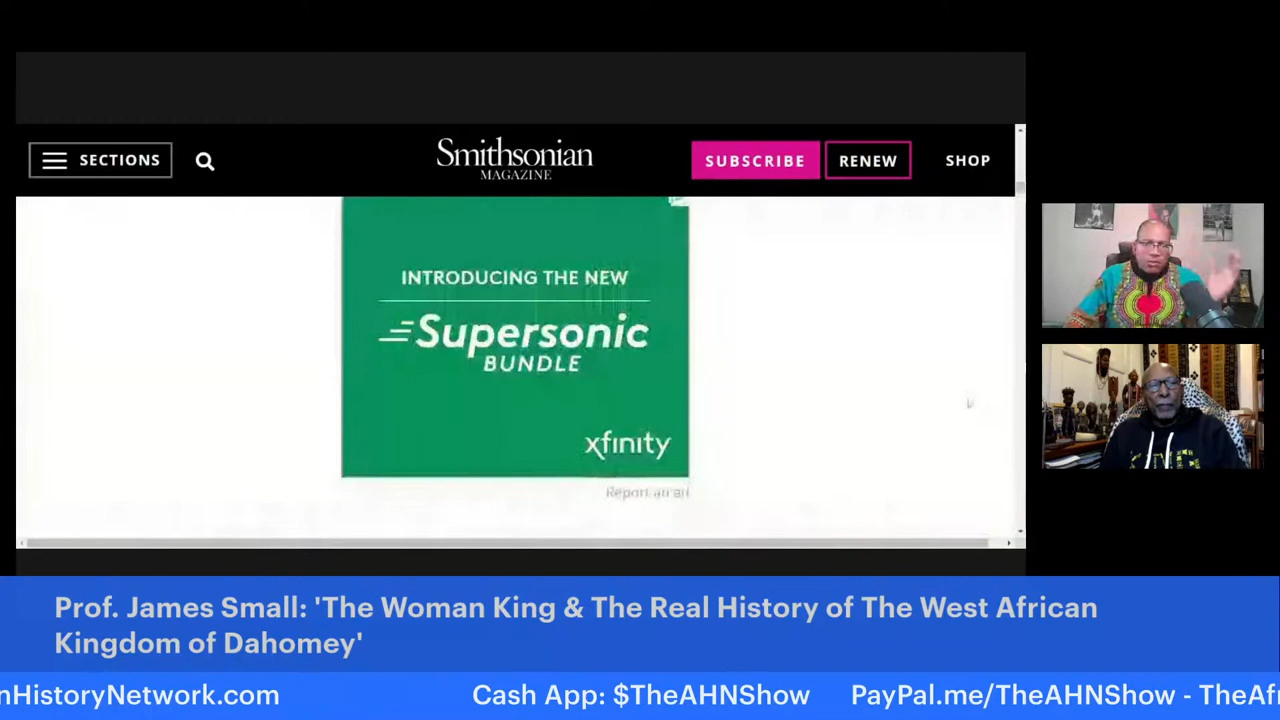 SECTIONS
Smithsonian
MAGAZINE
SUBSCRIBE
RENEW
SHOP
INTRODUCING THE NEW
Supersonic
BUNDLE
xfinity
Report an ad
Prof. James Small: 'The Woman King & The Real History of The West African
Kingdom of Dahomey'
nHistoryNetwork.com Cash App: $TheAHNShow PayPal.me/TheAHNShow - TheAfr